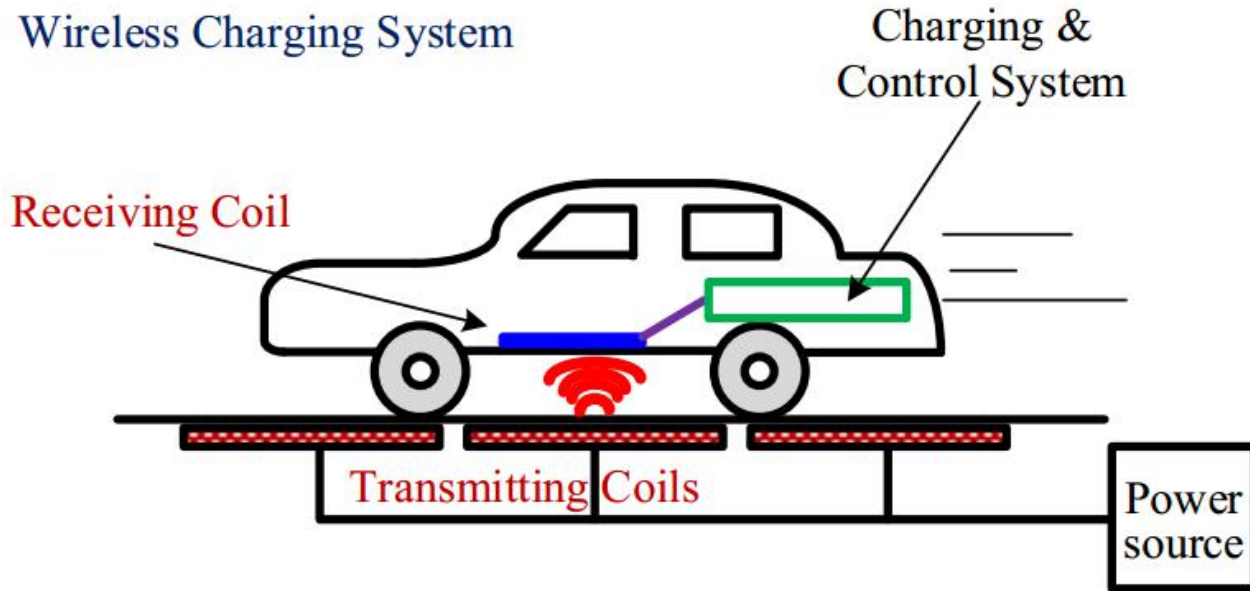 Wireless Charging System
Charging &
Control System
Receiving Coil
Transmitting Coils
Power
source